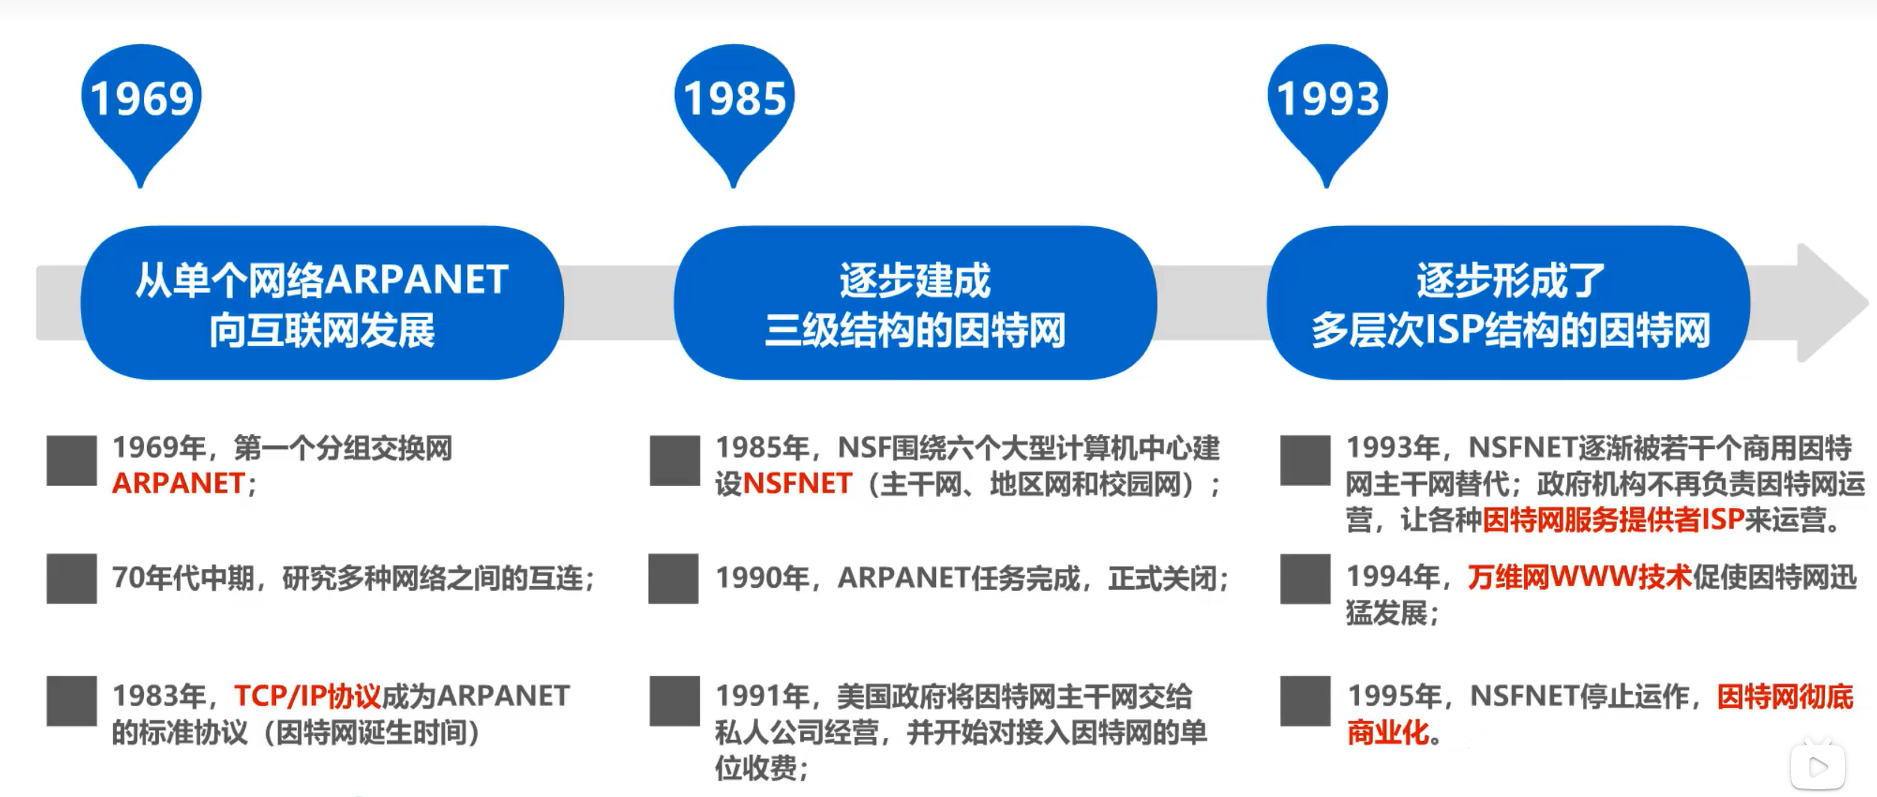 1969
1985
1993
从单个网络ARPANET
向互联网发展
逐步建成
三级结构的因特网
逐步形成了
多层次ISP结构的因特网
1969年，第一个分组交换网
ARPANET；
70年代中期，研究多种网络之间的互连；
1983年，TCP/IP协议成为ARPANET
的标准协议（因特网诞生时间）
1985年，NSF围绕六个大型计算机中心建
设NSFNET（主干网、地区网和校园网）；
1990年，ARPANET任务完成，正式关闭；
1991年，美国政府将因特网主干网交给
私人公司经营，并开始对接入因特网的单
位收费；
1993年，NSFNET逐渐被若干个商用因特
网主干网替代；政府机构不再负责因特网运
营，让各种因特网服务提供者ISP来运营。
1994年，万维网WWW技术促使因特网迅
猛发展；
1995年，NSFNET停止运作，因特网彻底
商业化。